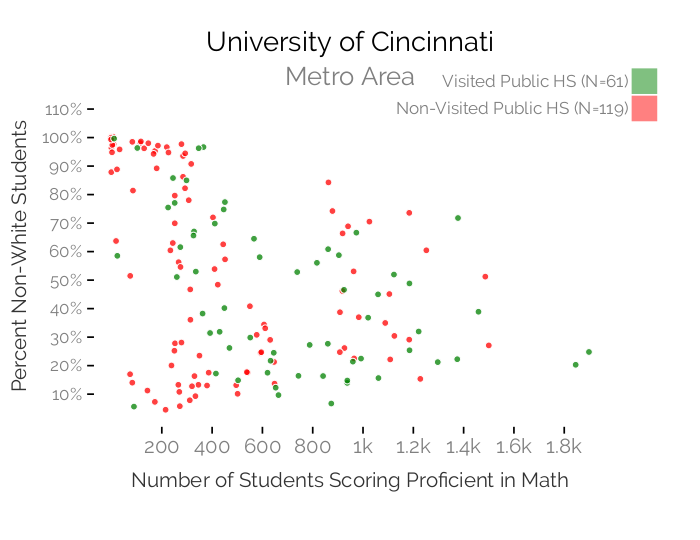 University of Cincinnati
Metro Area
Visited Public HS (N=61)
Non-Visited Public HS (N=119)
Percent Non-White Students
110%
100%
90%
80%
70%
60%
50%
40%
30%
20%
10%
200 400 600 800 1k 1.2k 1.4k 1.6k 1.8k
Number of Students Scoring Proficient in Math